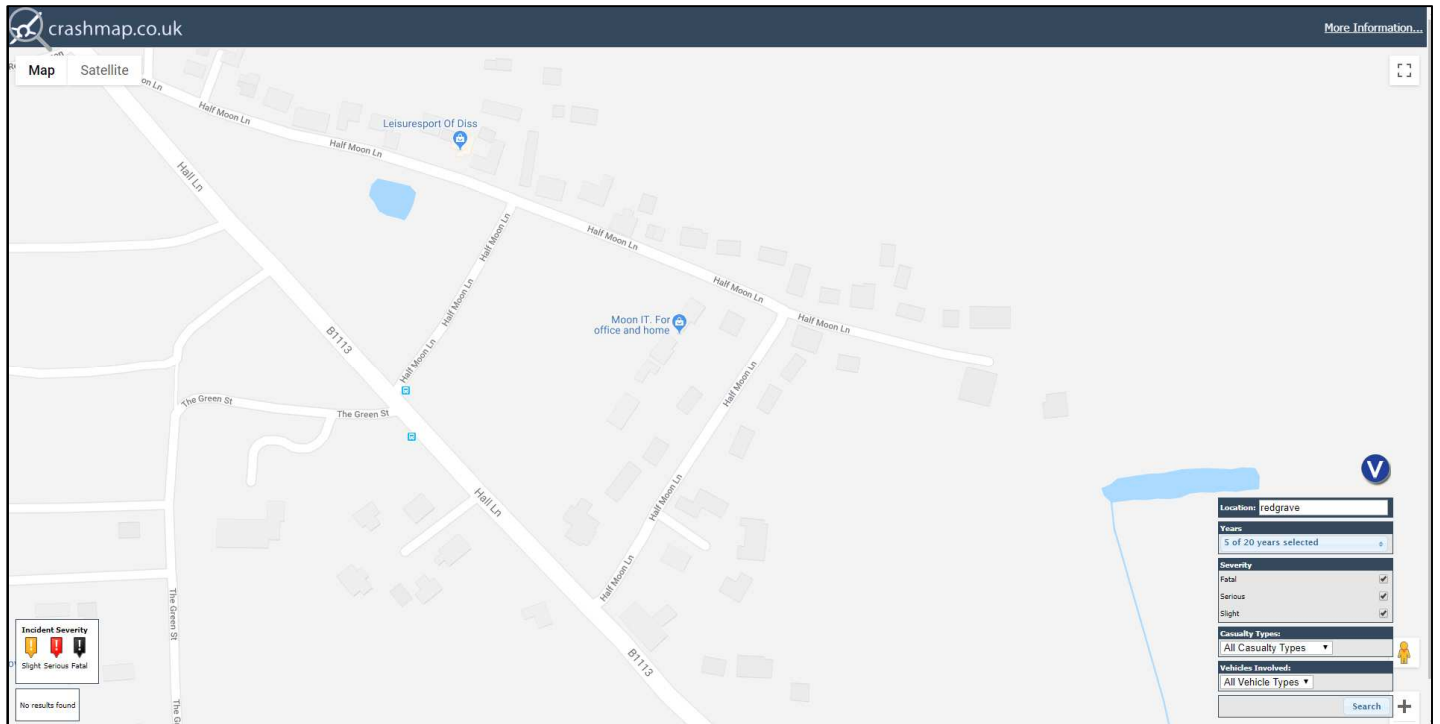 crashmap.co.uk
More Information...
Map
Satellite
on Ln
Half Moon Ln
Leisuresport Of Diss
Half Moon Ln
Hall Ln
Half Moon Ln
Half Moon Ln
Half Moon Ln
Half Moon Ln
Moon IT. For
office and home
Half Moon Ln
B1113
Half Moon Ln
Half Moon Ln
The Green St
The Green St
Hall Ln
Half Moon Ln
Half Moon Ln
The Green St
B1113
The G
V
Location: redgrave
Years
5 of 20 years selected
Severity
Fatal
Serious
Slight
Casualty Types:
All Casualty Types
Vehicles Involved:
All Vehicle Types
Search
+
Incident Severity
Slight Serious Fatal
No results found